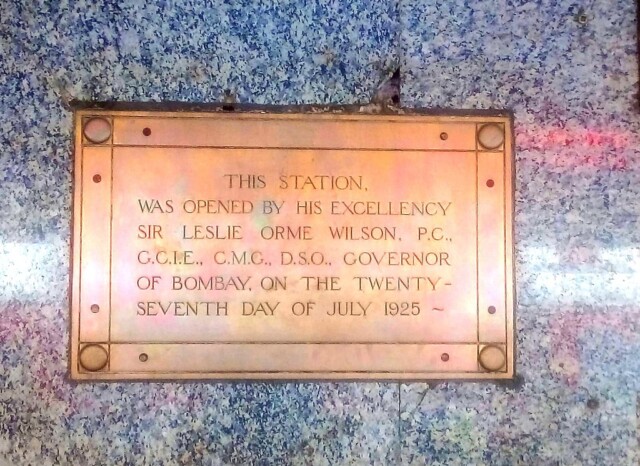 THIS STATION,
WAS OPENED BY HIS EXCELLENCY
SIR LESLIE ORME WILSON, P.C.,
G.C.I.E., C.M.G., D.S.O., GOVERNOR
OF BOMBAY, ON THE TWENTY-
SEVENTH DAY OF JULY 1925 ~